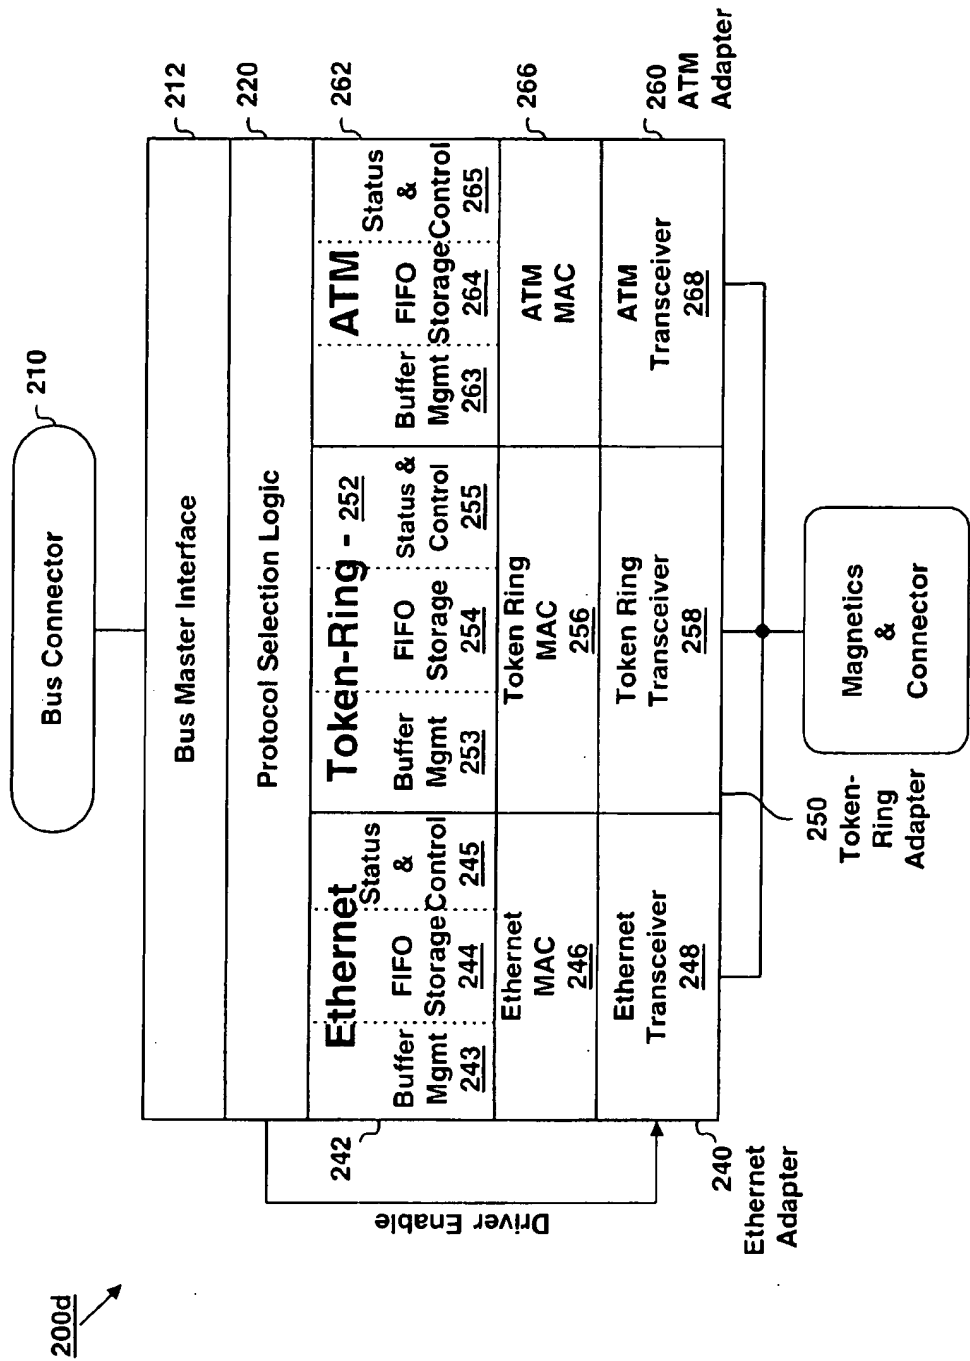 200d
Bus Connector
210
Bus Master Interface
212
Protocol Selection Logic
220
Ethernet
Token-Ring - 252
ATM
262
242
Buffer
Mgmt
243
FIFO
Storage
244
Status
&
Control
245
Buffer
Mgmt
253
FIFO
Storage
254
Status &
Control
255
Buffer
Mgmt
263
FIFO
Storage
264
Status
&
Control
265
Ethernet
MAC
246
Token Ring
MAC
256
ATM
MAC
266
Ethernet
Transceiver
248
Token Ring
Transceiver
258
ATM
Transceiver
268
Driver Enable
240
Ethernet
Adapter
250
Token-
Ring
Adapter
260
ATM
Adapter
Magnetics
&
Connector